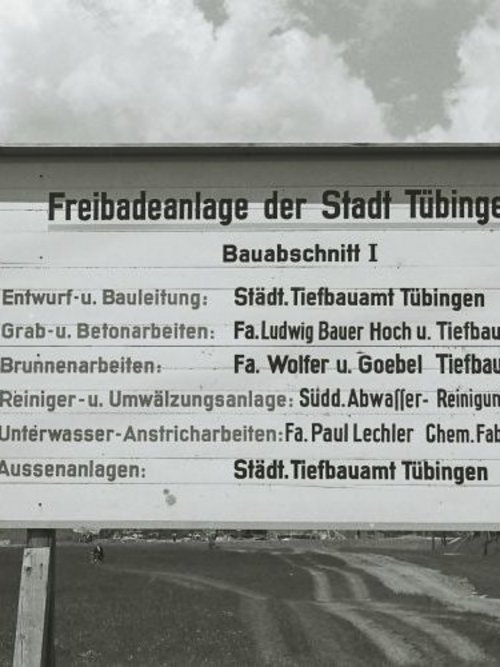 Freibadeanlage der Stadt Tübinge
Bauabschnitt I
Entwurf-u. Bauleitung: Städt. Tiefbauamt Tübingen
Grab-u. Betonarbeiten: Fa. Ludwig Bauer Hoch u. Tiefbau
Brunnenarbeiten: Fa. Wolfer u. Goebel Tiefbau
Reiniger-u. Umwälzungsanlage: Südd. Abwaſſer- Reinigun
Unterwasser-Anstricharbeiten: Fa. Paul Lechler Chem. Fab
Aussenanlagen: Städt. Tiefbauamt Tübingen